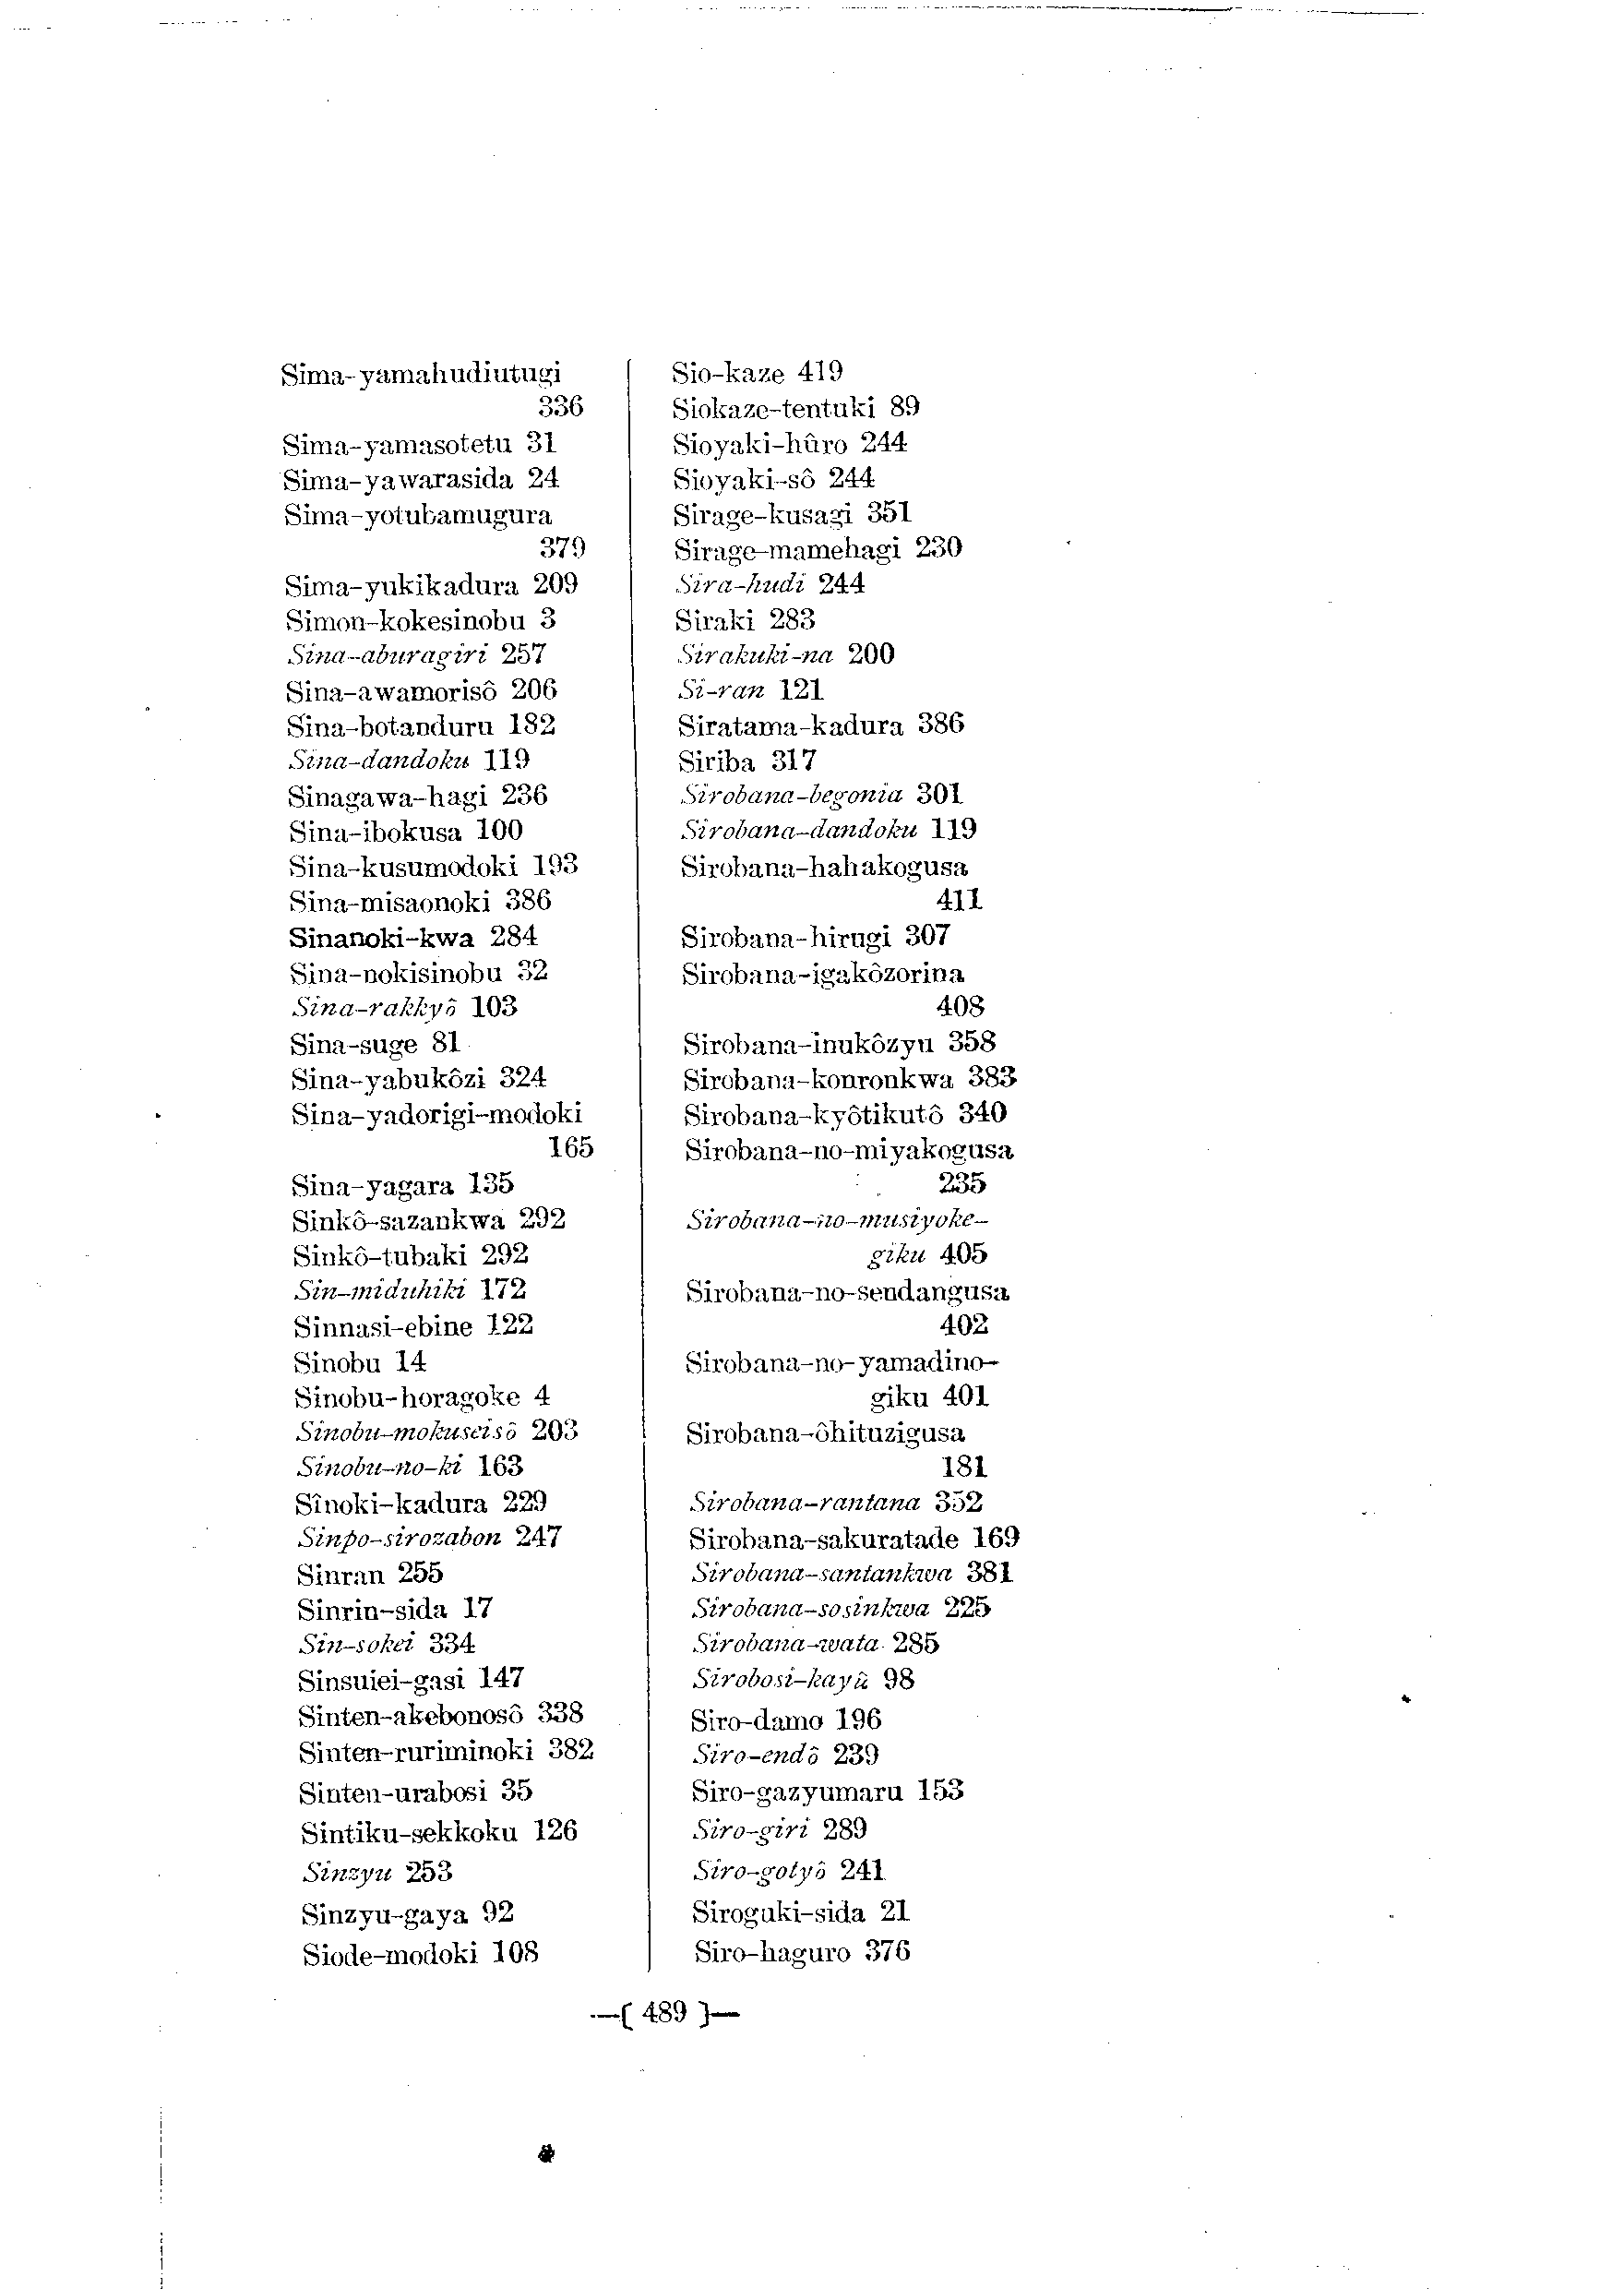 Sima-yamahudiutugi
336
Sima-yamasotetu 31
Sima-yawarasida 24
Sima-yotubamugura
379
Sima-yukikadura 209
Simon-kokesinobu 3
Sina-aburagiri 257
Sina-awamorisô 206
Sina-botanduru 182
Sina-dandoku 119
Sinagawa-hagi 236
Sina-ibokusa 100
Sina-kusumodoki 193
Sina-misaonoki 386
Sinanoki-kwa 284
Sina-nokisinobu 32
Sina-rakkyô 103
Sina-suge 81
Sina-yabukôzi 324
Sina-yadorigi-modoki
165
Sina-yagara 135
Sinkô-sazankwa 292
Sinkô-tubaki 292
Sin-miduhiki 172
Sinnasi-ebine 122
Sinobu 14
Sinobu-horagoke 4
Sinobu-mokuseisô 203
Sinobu-no-ki 163
Sinoki-kadura 229
Sinpo-sirozabon 247
Sinran 255
Sinrin-sida 17
Sin-sokei 334
Sinsuiei-gasi 147
Sinten-akebonosô 338
Sinten-ruriminoki 382
Sinten-urabosi 35
Sintiku-sekkoku 126
Sinzyu 253
Sinzyu-gaya 92
Siode-modoki 108
Sio-kaze 419
Siokaze-tentuki 89
Sioyaki-hûro 244
Sioyaki-sô 244
Sirage-kusagi 351
Sirage-mamehagi 230
Sira-hudi 244
Siraki 283
Sirakuki-na 200
Si-ran 121
Siratama-kadura 386
Siriba 317
Sirobana-begonia 301
Sirobana-dandoku 119
Sirobana-hahakogusa
411
Sirobana-hirugi 307
Sirobana-igakôzorina
408
Sirobana-inukôzyu 358
Sirobana-konronkwa 383
Sirobana-kyôtikutô 340
Sirobana-no-miyakogusa
235
Sirobana-no-musiyoke-
giku 405
Sirobana-no-sendangusa
402
Sirobana-no-yamadino-
giku 401
Sirobana-ôhituzigusa
181
Sirobana-rantana 352
Sirobana-sakuratade 169
Sirobana-santankwa 381
Sirobana-sosinkwa 225
Sirobana-wata 285
Sirobosi-kayû 98
Siro-damo 196
Siro-endô 239
Siro-gazyumaru 153
Siro-giri 289
Siro-gotyô 241
Siroguki-sida 21
Siro-haguro 376
—( 489 )—